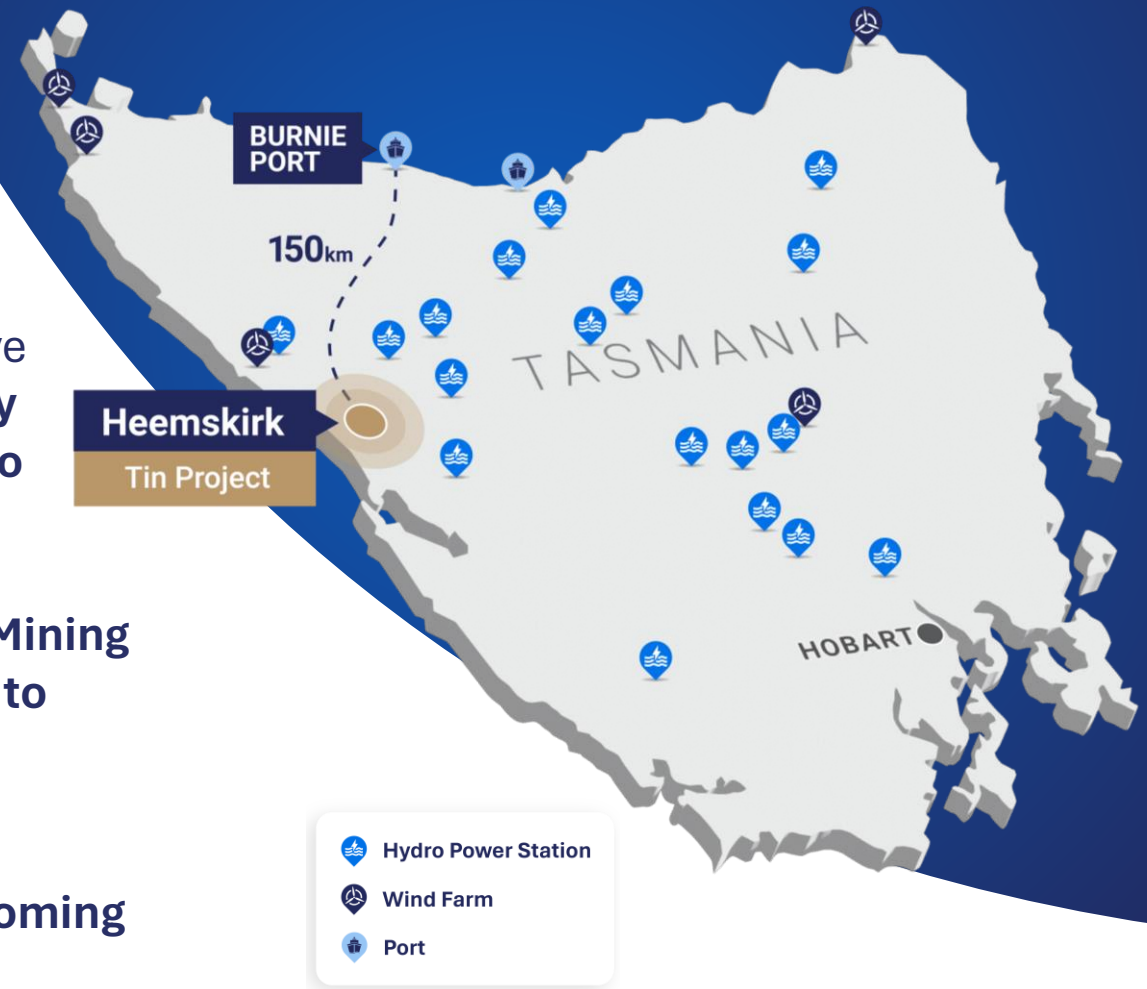 BURNIE
PORT
150km
TASMANIA
Heemskirk
Tin Project
Mining
to
HOBART
Hydro Power Station
Wind Farm
oming
Port